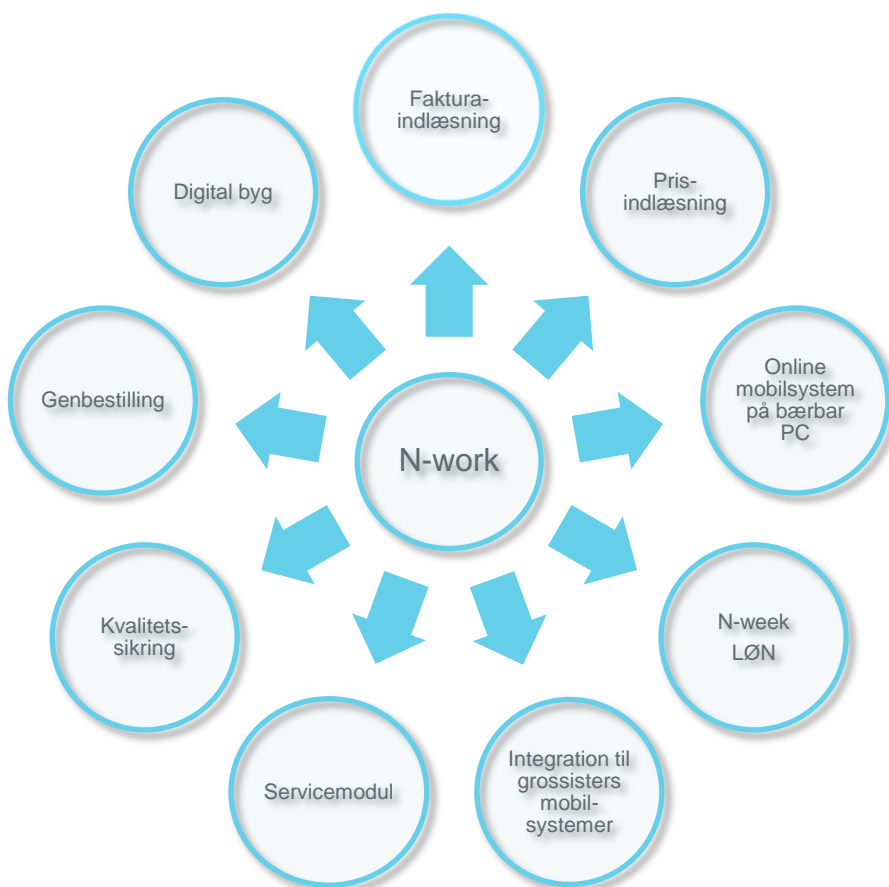 Faktura-
indlæsning
Pris-
indlæsning
Online
mobilsystem
på bærbar
PC
N-week
LØN
Integration til
grossisters
mobil-
systemer
Servicemodul
Kvalitets-
sikring
Genbestilling
Digital byg
N-work